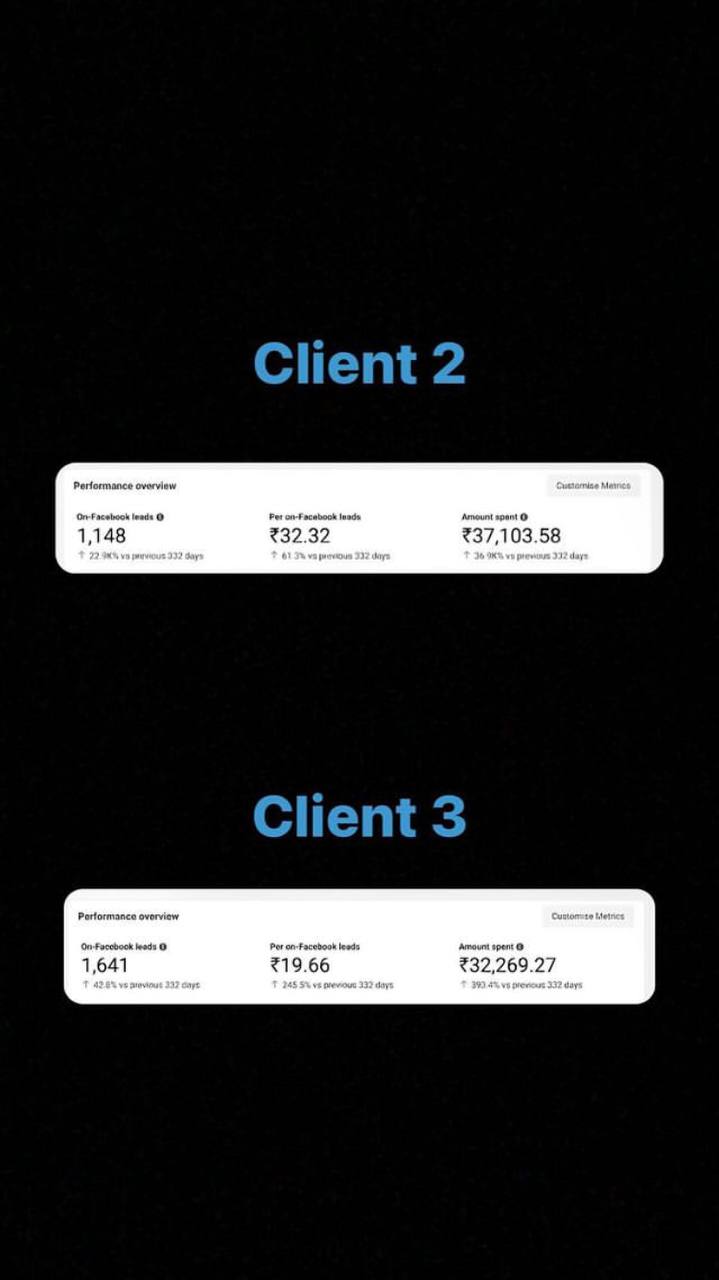 Client 2
Performance overview
Customise Metrics
On-Facebook leads
Per on-Facebook leads
Amount spent
1,148
₹32.32
₹37,103.58
↑ 22.9K% vs previous 332 days
↑ 61.3% vs previous 332 days
↑ 36.9K% vs previous 332 days
Client 3
Performance overview
Customise Metrics
On-Facebook leads
Per on-Facebook leads
Amount spent
1,641
₹19.66
₹32,269.27
↑ 42.8% vs previous 332 days
↑ 245.5% vs previous 332 days
↑ 393.4% vs previous 332 days